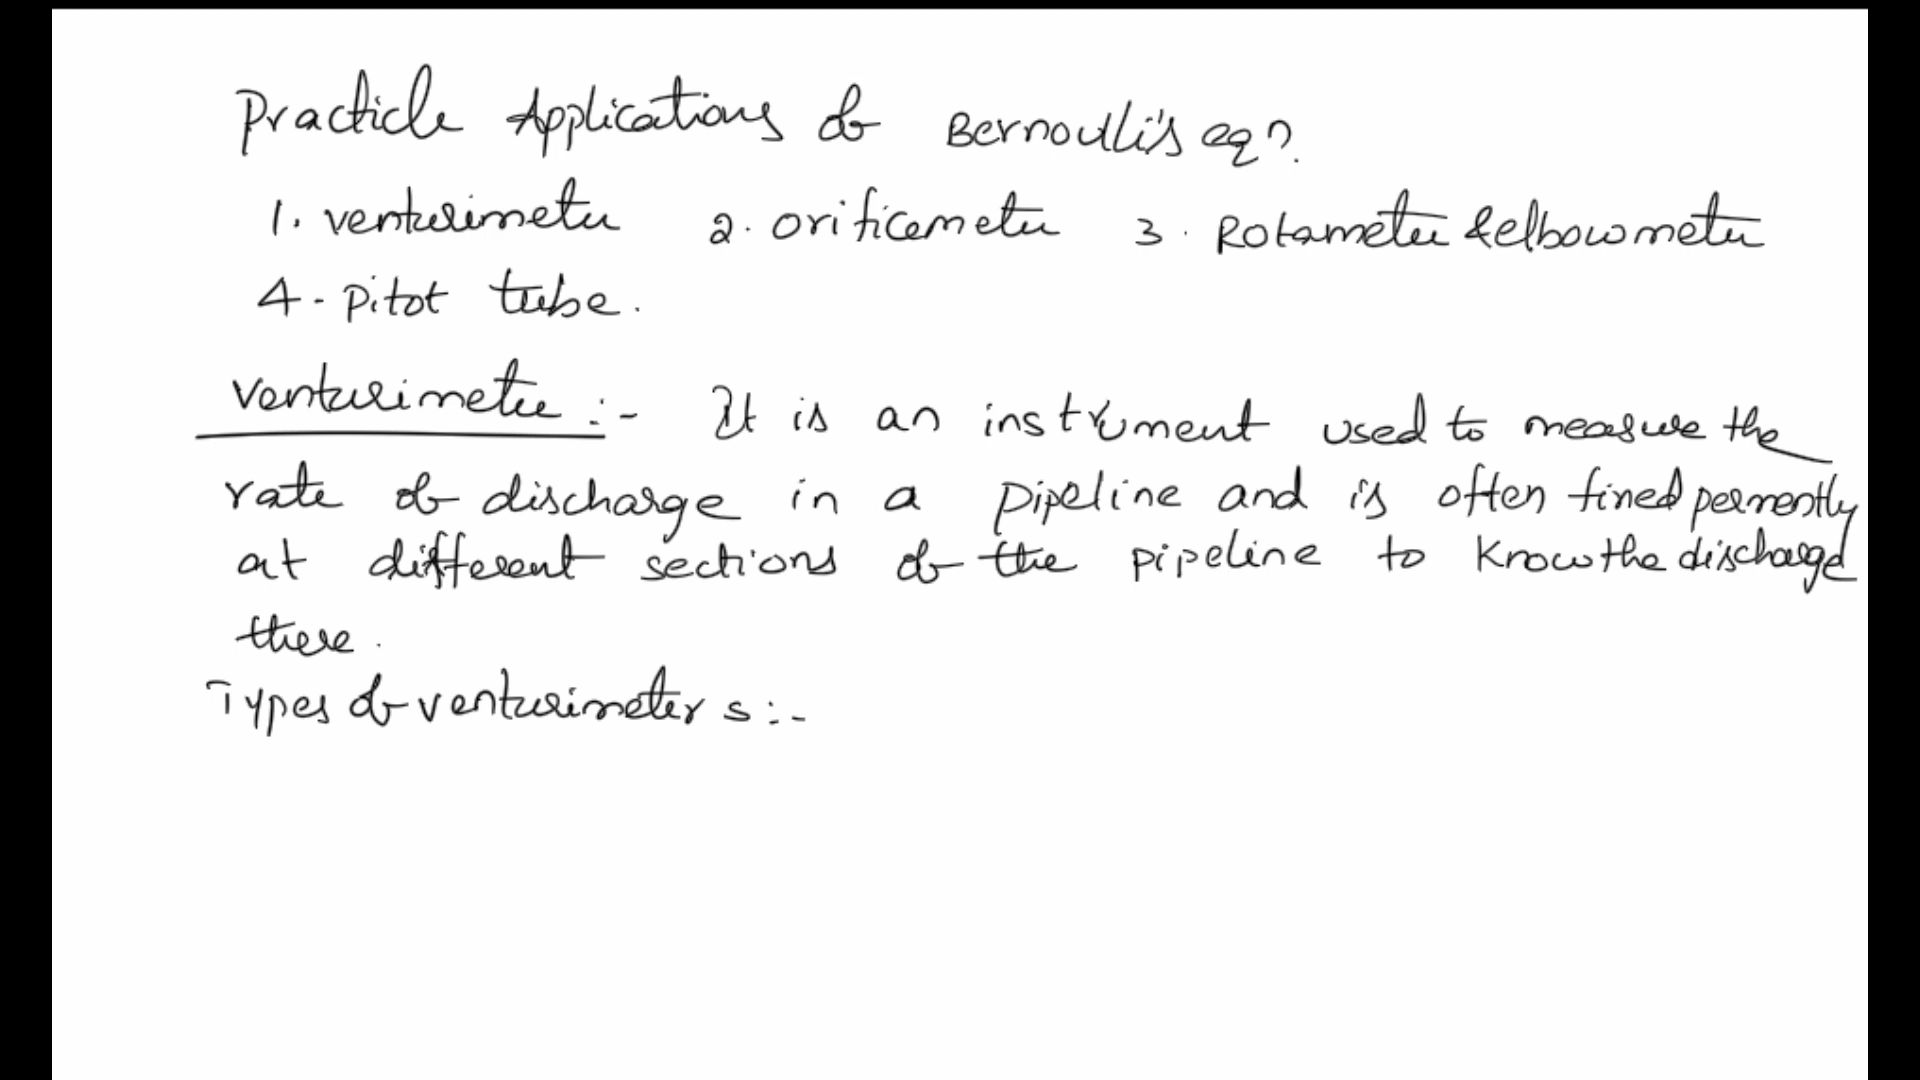 Practicle Applications of Bernoulli's eqn.
1. venturimeter 2. orificemeter 3. Rotameter & elbowmeter
4. pitot tube.
Venturimeter :- It is an instrument used to measure the
rate of discharge in a pipeline and is often fixed permently
at different sections of the pipeline to know the discharge
there.
Types of venturimeters :-